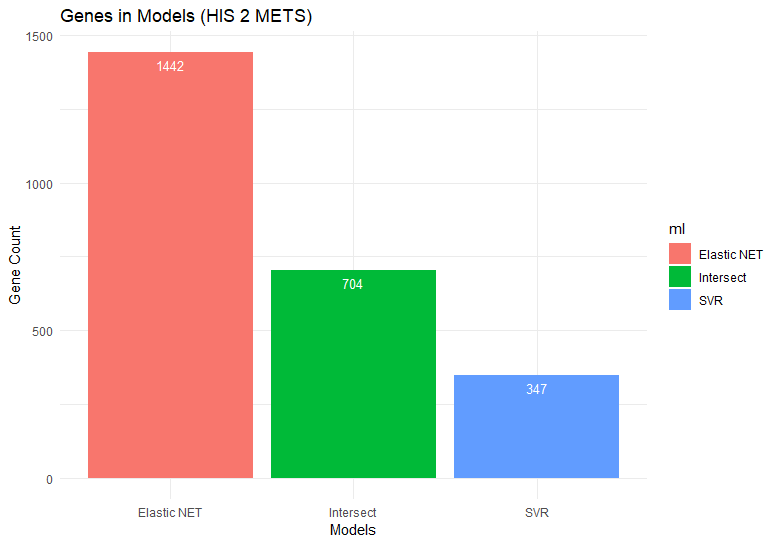 Genes in Models (HIS 2 METS)
1500
1000
500
0
Gene Count
1442
704
347
Elastic NET
Intersect
SVR
Models
ml
Elastic NET
Intersect
SVR